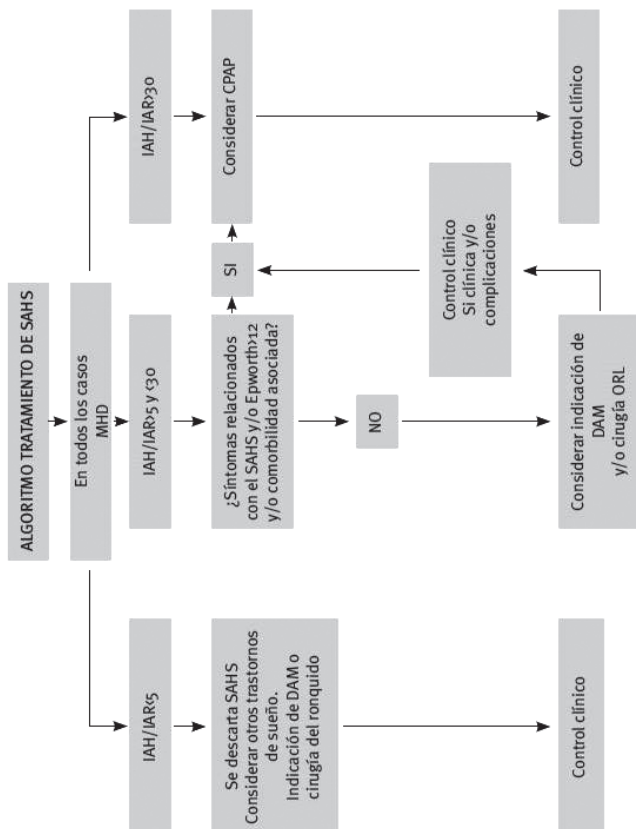 ALGORITMO TRATAMIENTO DE SAHS
En todos los casos
MHD
IAH/IAR<5
IAH/IAR>5 y <30
IAH/IAR>30
Se descarta SAHS
Considerar otros trastornos
de sueño.
Indicación de DAM o
cirugía del ronquido
¿Síntomas relacionados
con el SAHS y/o Epworth>12
y/o comorbilidad asociada?
SI
Considerar CPAP
NO
Control clínico
Si clínica y/o
complicaciones
Control clínico
Considerar indicación de
DAM
y/o cirugía ORL
Control clínico